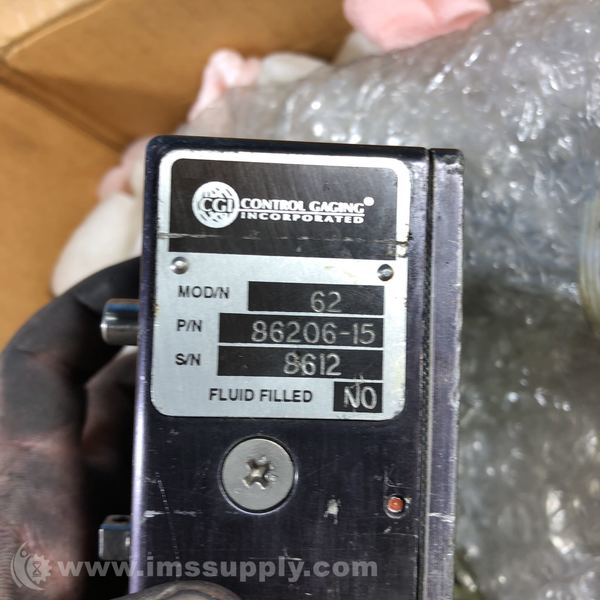 CGI CONTROL GAGING®
INCORPORATED
MOD/N 62
P/N 86206-15
S/N 8612
FLUID FILLED NO
www.imssupply.com